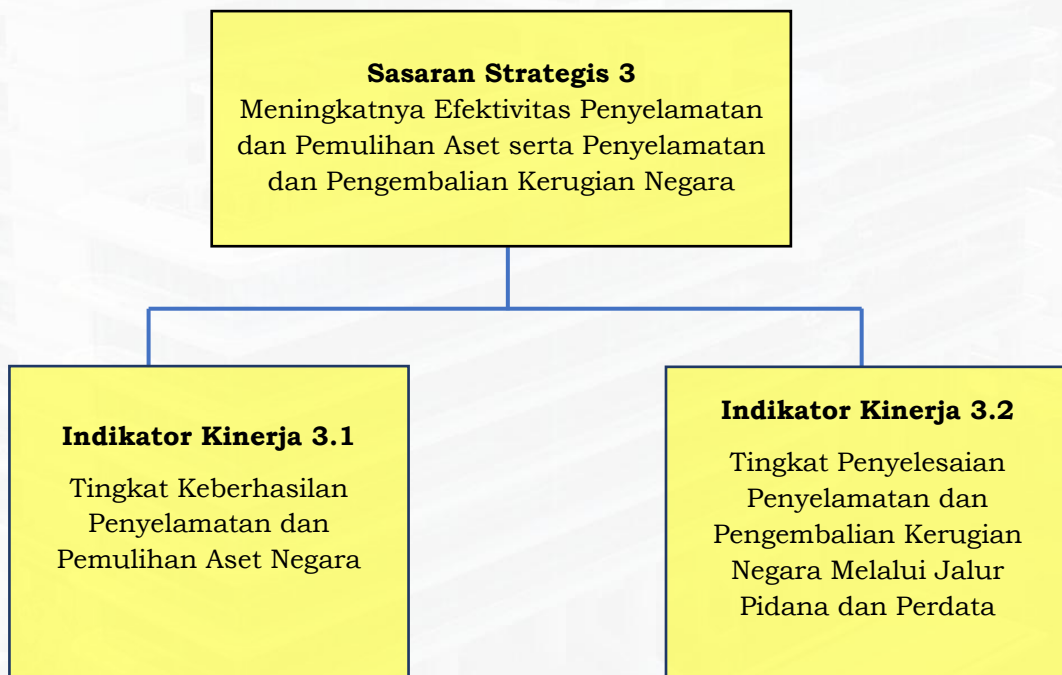 Sasaran Strategis 3
Meningkatnya Efektivitas Penyelamatan
dan Pemulihan Aset serta Penyelamatan
dan Pengembalian Kerugian Negara
Indikator Kinerja 3.1
Tingkat Keberhasilan
Penyelamatan dan
Pemulihan Aset Negara
Indikator Kinerja 3.2
Tingkat Penyelesaian
Penyelamatan dan
Pengembalian Kerugian
Negara Melalui Jalur
Pidana dan Perdata